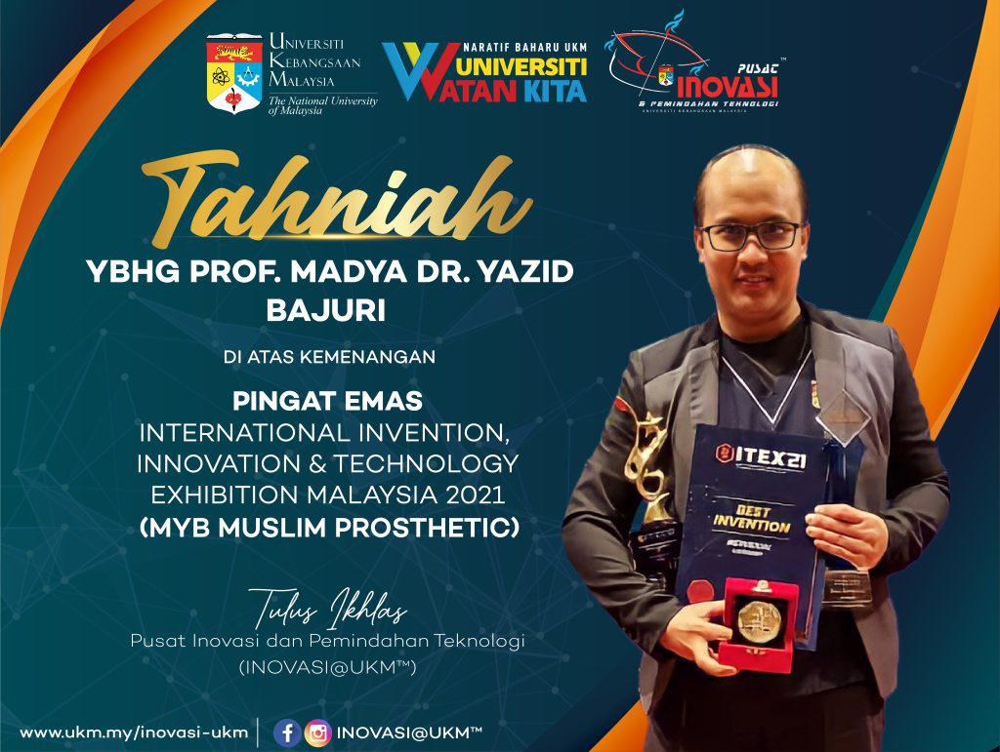 UNIVERSITI
KEBANGSAAN
MALAYSIA
The National University
of Malaysia
NARATIF BAHARU UKM
UNIVERSITI
WATAN KITA
PUSAT™
INOVASI
& PEMINDAHAN TEKNOLOGI
UNIVERSITI KEBANGSAAN MALAYSIA
Tahniah
YBHG PROF. MADYA DR. YAZID
BAJURI
DI ATAS KEMENANGAN
PINGAT EMAS
INTERNATIONAL INVENTION,
INNOVATION & TECHNOLOGY
EXHIBITION MALAYSIA 2021
(MYB MUSLIM PROSTHETIC)
ITEX21
BEST
INVENTION
Tulus Ikhlas
Pusat Inovasi dan Pemindahan Teknologi
(INOVASI@UKM™)
www.ukm.my/inovasi-ukm
INOVASI@UKM™